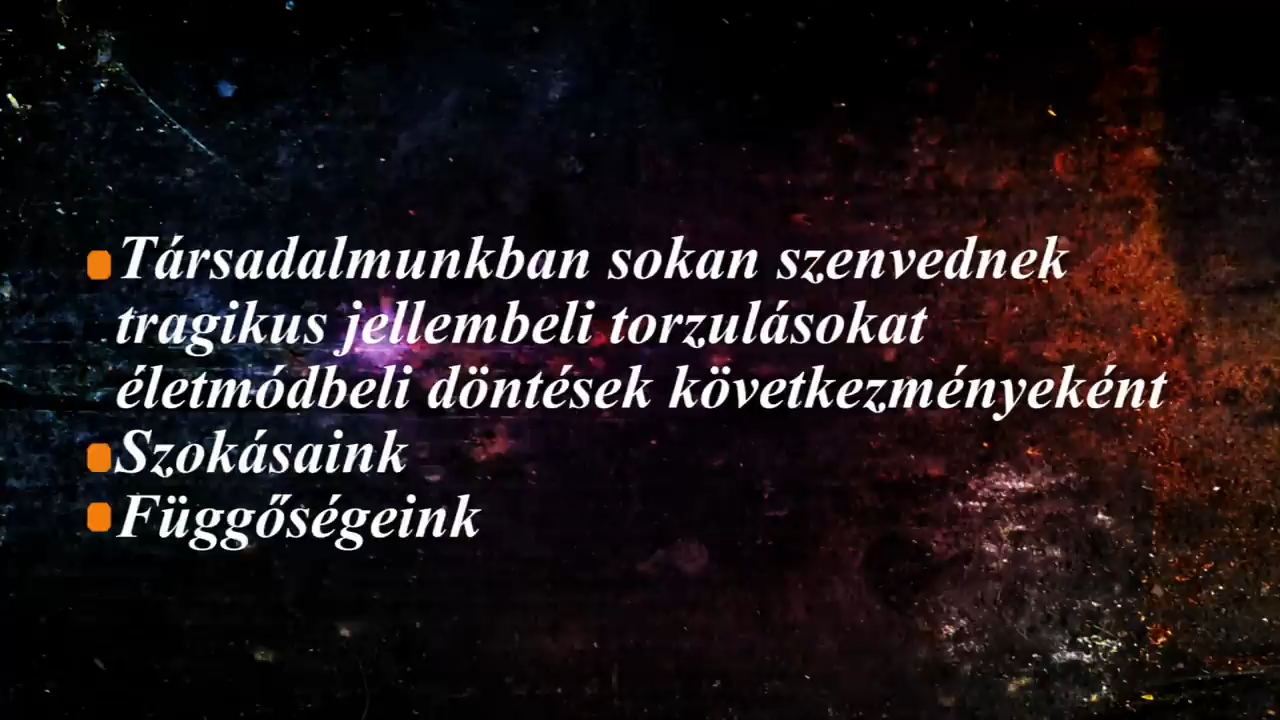 Társadalmunkban sokan szenvednek
tragikus jellembeli torzulásokat
életmódbeli döntések következményeként
Szokásaink
Függőségeink